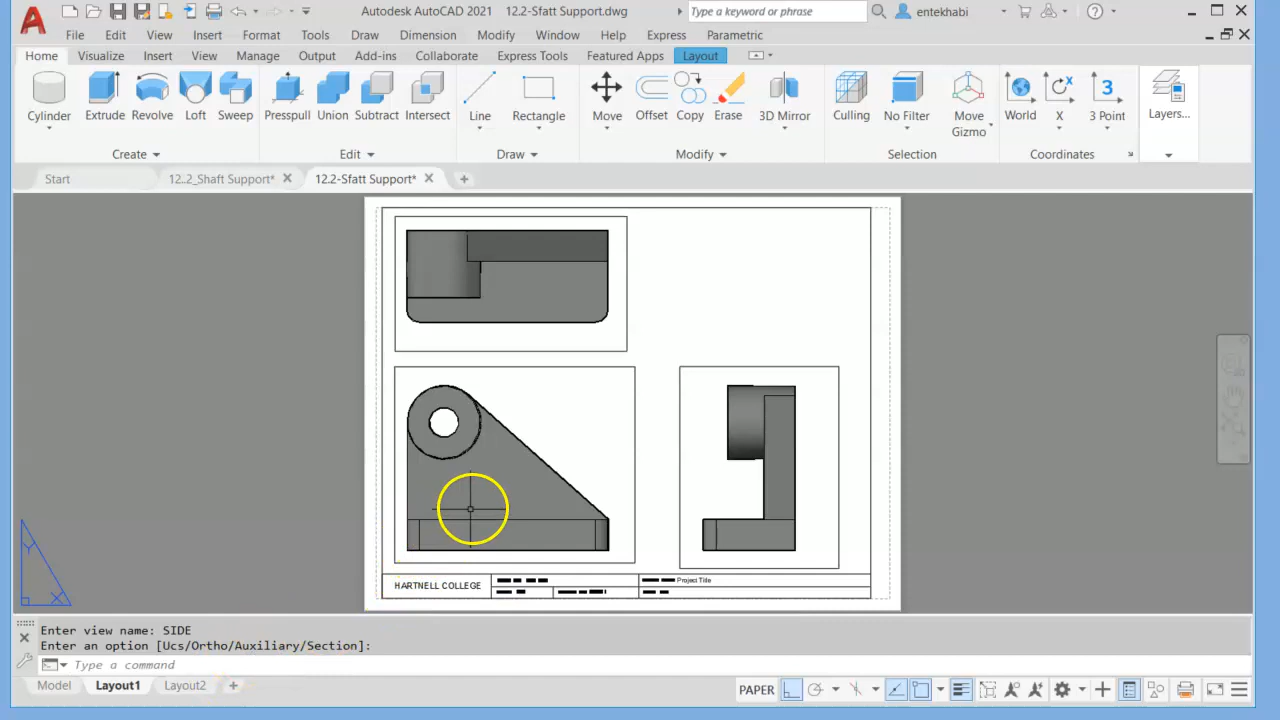 Autodesk AutoCAD 2021 12.2-Sfatt Support.dwg
Type a keyword or phrase
entekhabi
File Edit View Insert Format Tools Draw Dimension Modify Window Help Express Parametric
Home Visualize Insert View Manage Output Add-ins Collaborate Express Tools Featured Apps Layout
Cylinder Extrude Revolve Loft Sweep Presspull Union Subtract Intersect Line Rectangle Move Offset Copy Erase 3D Mirror Culling No Filter Move Gizmo World X 3 Point Layers...
Create Edit Draw Modify Selection Coordinates
Start 12..2_Shaft Support* 12.2-Sfatt Support*
HARTNELL COLLEGE
Project Title
Y
X
Enter view name: SIDE
Enter an option [Ucs/Ortho/Auxiliary/Section]:
Type a command
Model Layout1 Layout2
PAPER